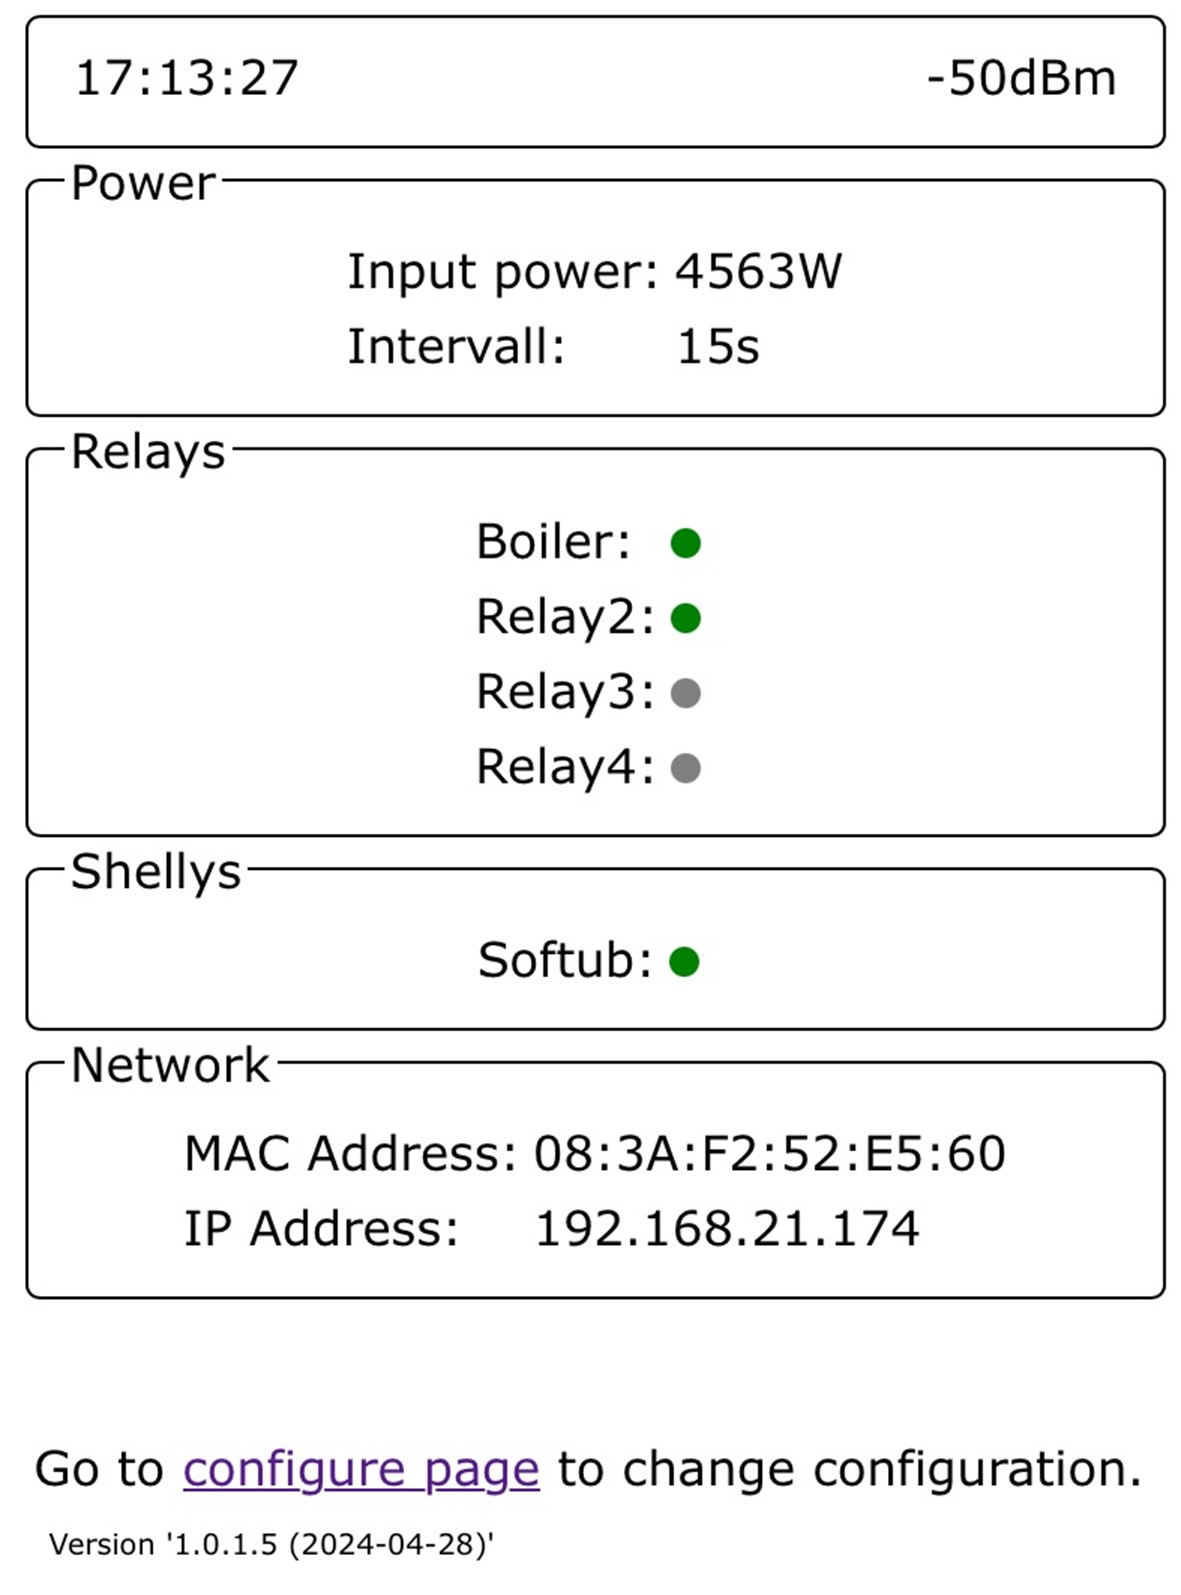 17:13:27 -50dBm
Power
Input power: 4563W
Intervall: 15s
Relays
Boiler:
Relay2:
Relay3:
Relay4:
Shellys
Softub:
Network
MAC Address: 08:3A:F2:52:E5:60
IP Address: 192.168.21.174
Go to configure page to change configuration.
Version '1.0.1.5 (2024-04-28)'